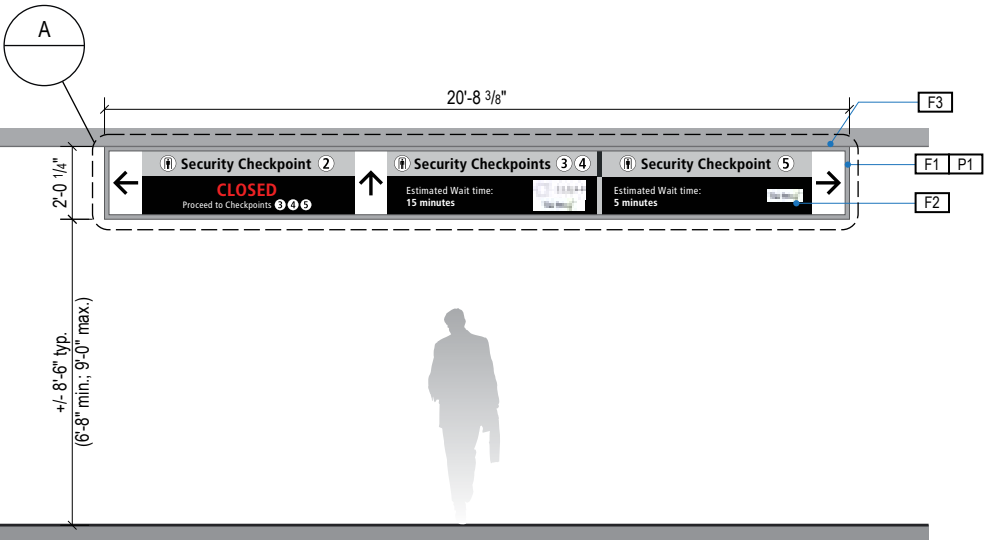 A
20'-8 3/8"
F3
2'-0 1/4"
Security Checkpoint 2
CLOSED
Proceed to Checkpoints 3 4 5
Security Checkpoints 3 4
Estimated Wait time:
15 minutes
Security Checkpoint 5
Estimated Wait time:
5 minutes
F1 P1
F2
+/- 8'-6" typ.
(6'-8" min.; 9'-0" max.)